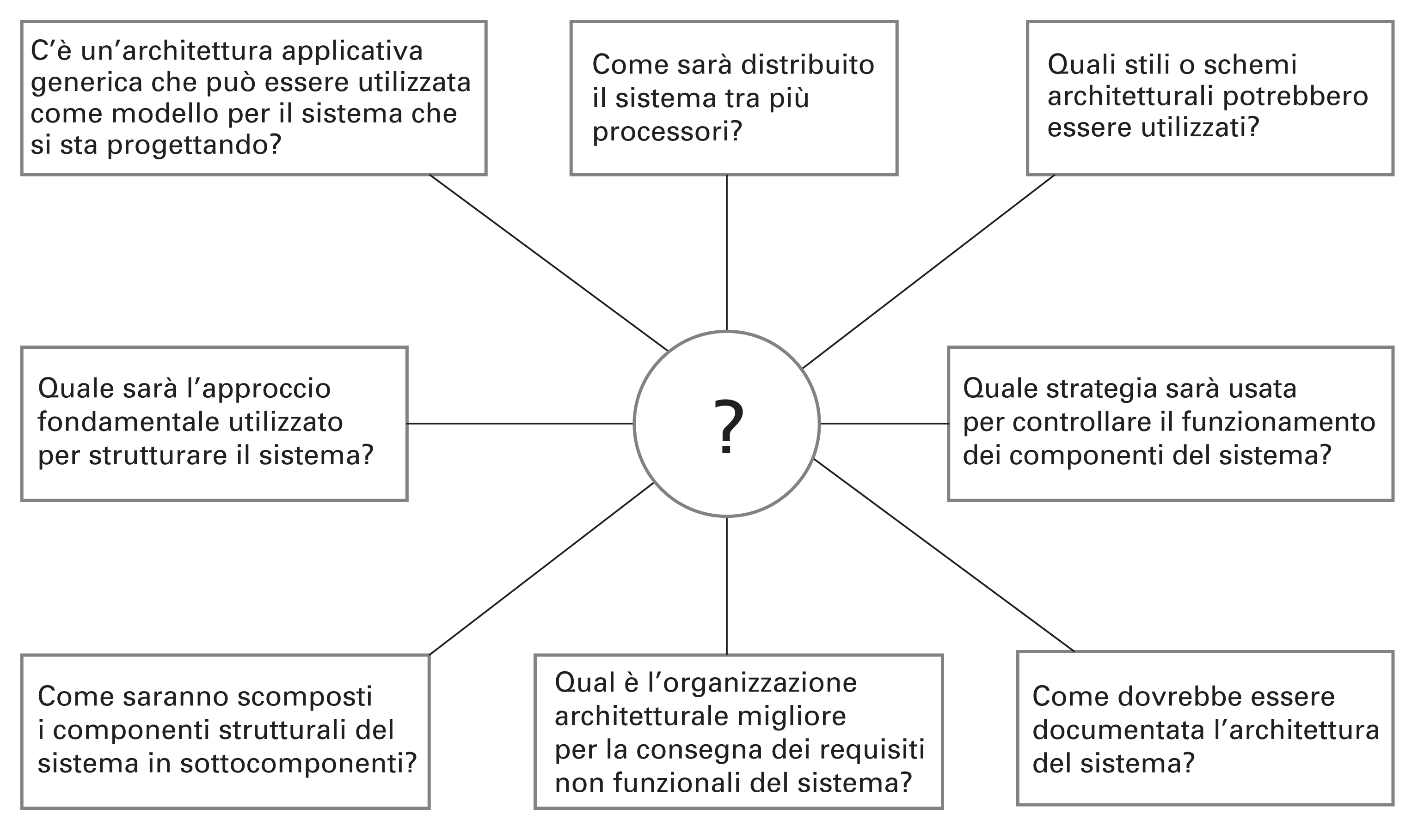 C’è un’architettura applicativa
generica che può essere utilizzata
come modello per il sistema che
si sta progettando?
Come sarà distribuito
il sistema tra più
processori?
Quali stili o schemi
architetturali potrebbero
essere utilizzati?
Quale sarà l’approccio
fondamentale utilizzato
per strutturare il sistema?
?
Quale strategia sarà usata
per controllare il funzionamento
dei componenti del sistema?
Come saranno scomposti
i componenti strutturali del
sistema in sottocomponenti?
Qual è l’organizzazione
architetturale migliore
per la consegna dei requisiti
non funzionali del sistema?
Come dovrebbe essere
documentata l’architettura
del sistema?